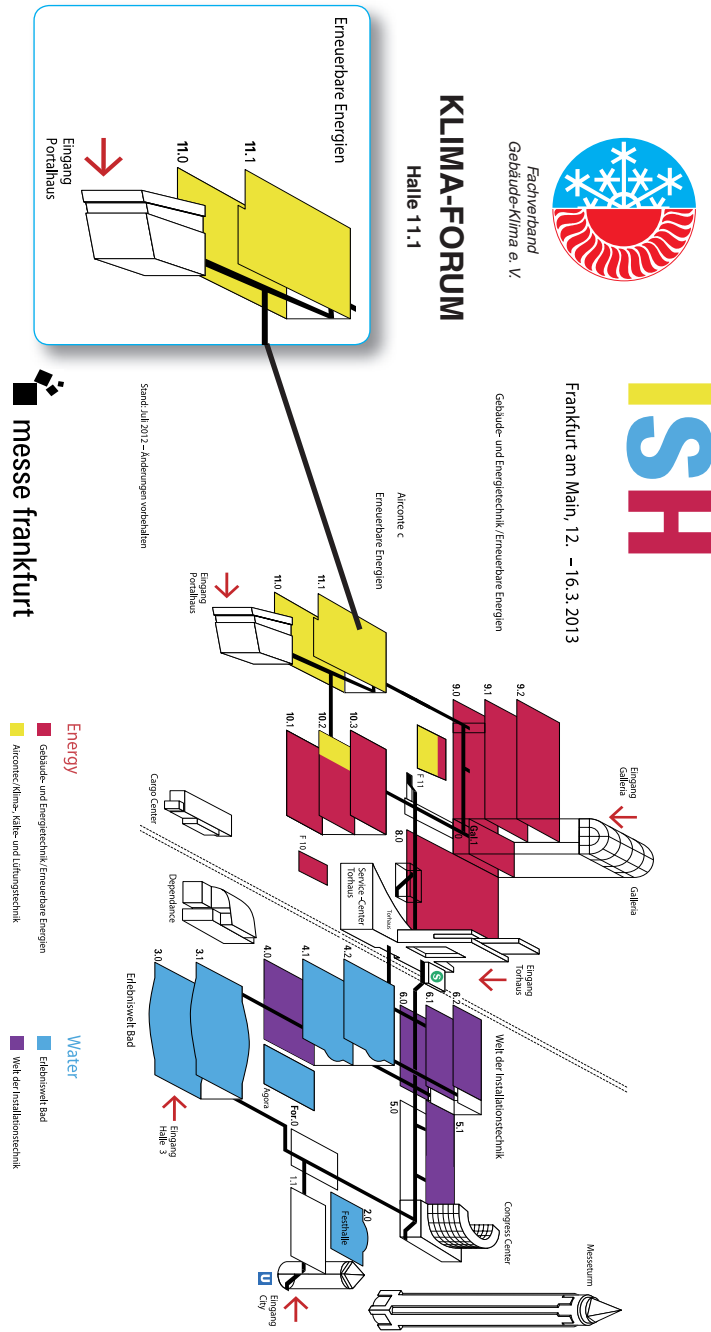 Fachverband
Gebäude-Klima e. V.
KLIMA-FORUM
Halle 11.1
Erneuerbare Energien
11.1
11.0
Eingang
Portalhaus
ISH
Frankfurt am Main, 12. – 16.3. 2013
Gebäude- und Energietechnik /Erneuerbare Energien
Airconte c
Erneuerbare Energien
Stand: Juli 2012 – Änderungen vorbehalten
messe frankfurt
11.1
11.0
Eingang
Portalhaus
9.2
9.1
9.0
Eingang
Galleria
Galleria
Gal.1
8.0
F 11
10.3
10.2
10.1
F 10
Cargo Center
Service -Center
Torhaus
Torhaus
Eingang
Torhaus
S
Dependance
Welt der Installationstechnik
6.2
6.1
6.0
5.1
5.0
4.2
4.1
4.0
3.1
3.0
Erlebniswelt Bad
Agora
Eingang
Halle 3
For.0
1.1
2.0
Festhalle
Congress Center
Messeturm
U
Eingang
City
Energy
Gebäude- und Energietechnik / Erneuerbare Energien
Aircontec/Klima-, Kälte- und Lüftungstechnik
Water
Erlebniswelt Bad
Welt der Installationstechnik